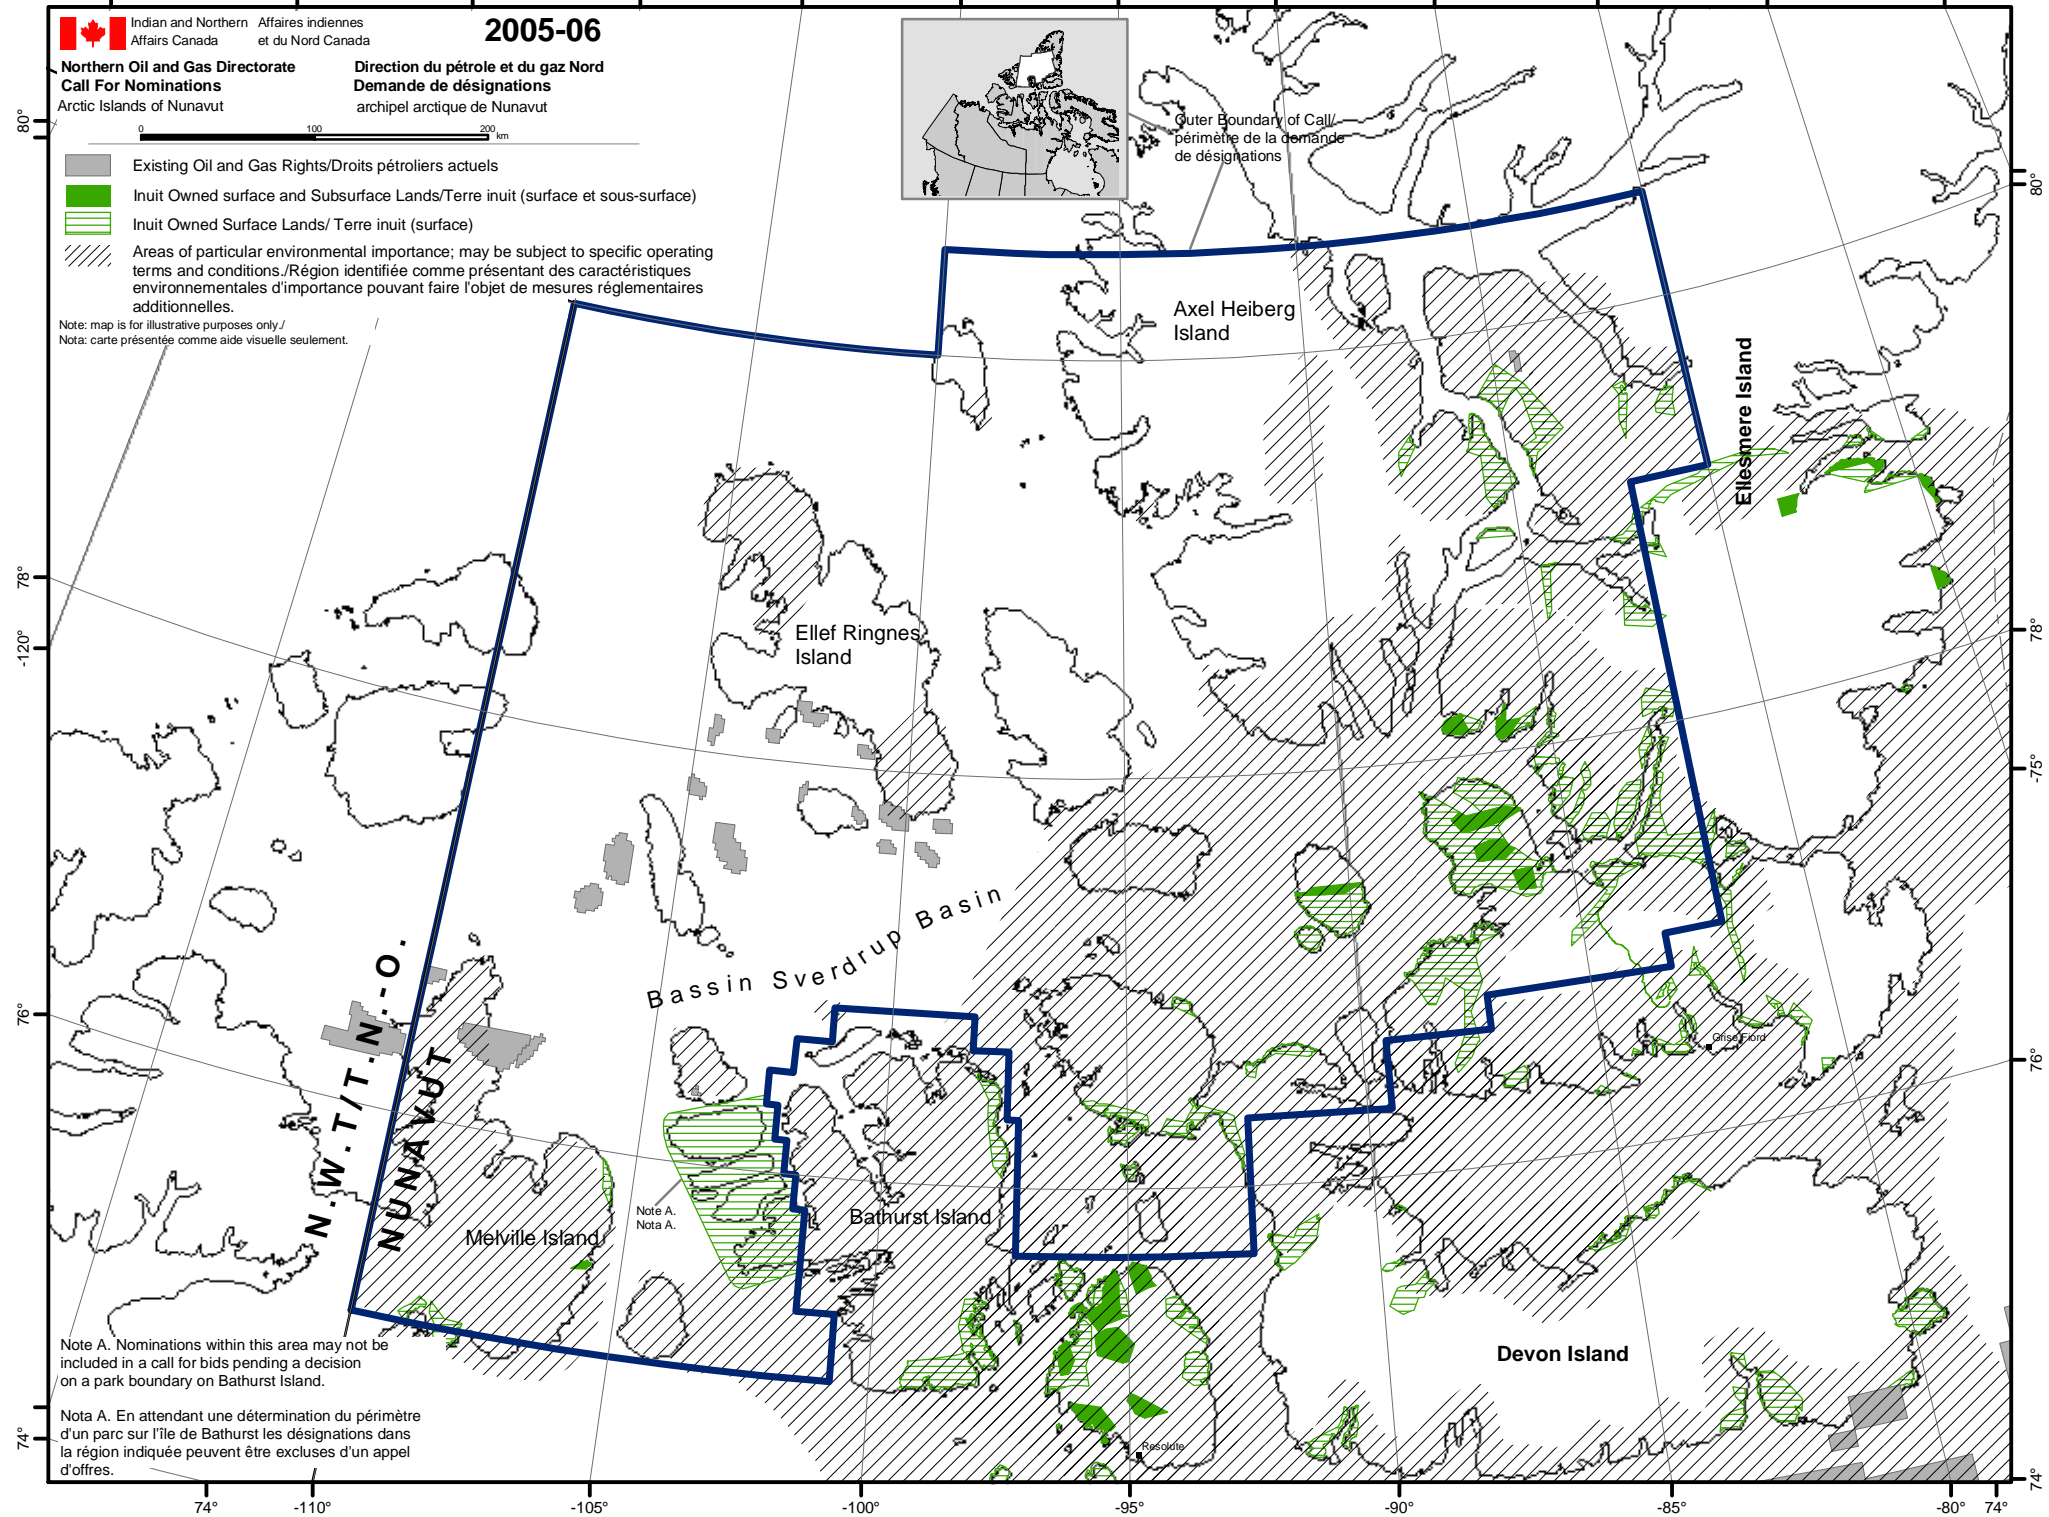 Indian and Northern Affaires indiennes
Affairs Canada et du Nord Canada
2005-06
Northern Oil and Gas Directorate
Call For Nominations
Arctic Islands of Nunavut
Direction du pétrole et du gaz Nord
Demande de désignations
archipel arctique de Nunavut
0 100 200 km
Existing Oil and Gas Rights/Droits pétroliers actuels
Inuit Owned surface and Subsurface Lands/Terre inuit (surface et sous-surface)
Inuit Owned Surface Lands/ Terre inuit (surface)
Areas of particular environmental importance; may be subject to specific operating
terms and conditions./Région identifiée comme présentant des caractéristiques
environnementales d'importance pouvant faire l'objet de mesures réglementaires
additionnelles.
Note: map is for illustrative purposes only./
Nota: carte présentée comme aide visuelle seulement.
Outer Boundary of Call/
périmètre de la demande
de désignations
Axel Heiberg
Island
Ellesmere Island
Ellef Ringnes
Island
Bassin Sverdrup Basin
N.W.T/T.N.-O.
NUNAVUT
Melville Island
Note A.
Nota A.
Bathurst Island
Grise Fiord
Devon Island
Resolute
Note A. Nominations within this area may not be
included in a call for bids pending a decision
on a park boundary on Bathurst Island.
Nota A. En attendant une détermination du périmètre
d'un parc sur l'île de Bathurst les désignations dans
la région indiquée peuvent être excluses d'un appel
d'offres.
80°
78°
-120°
76°
74°
80°
78°
-75°
76°
74°
74° -110° -105° -100° -95° -90° -85° -80° 74°